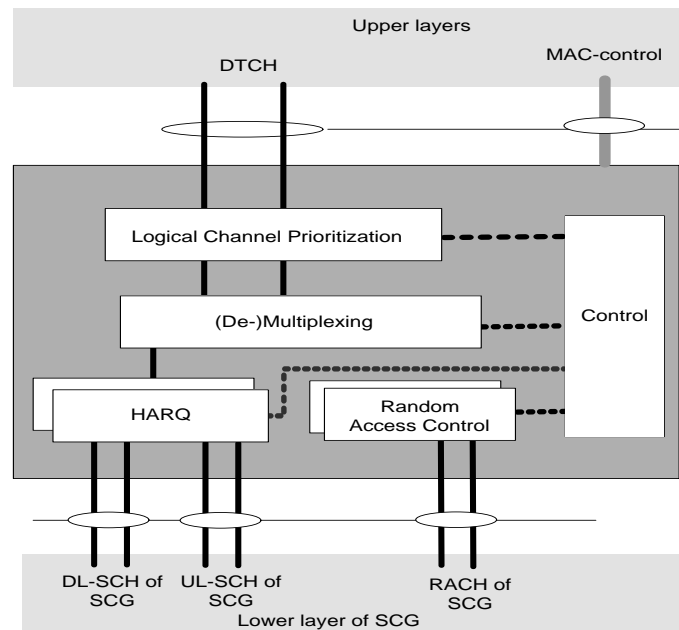 Upper layers
DTCH
MAC-control
Logical Channel Prioritization
(De-)Multiplexing
Control
HARQ
Random
Access Control
DL-SCH of
SCG
UL-SCH of
SCG
RACH of
SCG
Lower layer of SCG